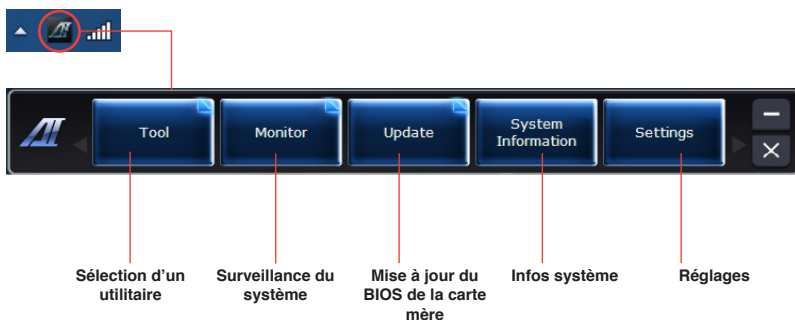 Tool
Monitor
Update
System
Information
Settings
Sélection d'un
utilitaire
Surveillance du
système
Mise à jour du
BIOS de la carte
mère
Infos système
Réglages